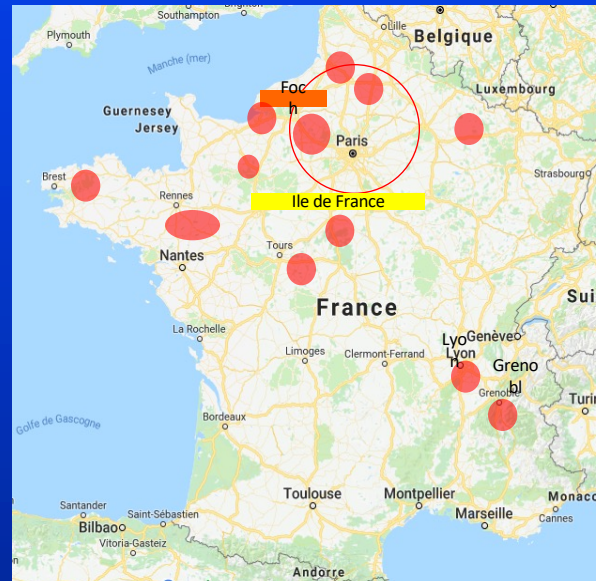 Brighton
Southampton
Plymouth
Lille
Belgique
Manche (mer)
Luxembourg
Foc
h
Guernesey
Jersey
Paris
Strasbourg
Brest
Rennes
Ile de France
Tours
Nantes
Sui
France
La Rochelle
Genève
Lyo
n
Lyon
Limoges
Clermont-Ferrand
Greno
bl
Grenoble
Turin
Bordeaux
Golfe de Gascogne
Toulouse
Montpellier
Monaco
Santander
Saint-Sébastien
Marseille
Cannes
Bilbao
Vitoria-Gasteiz
Andorre